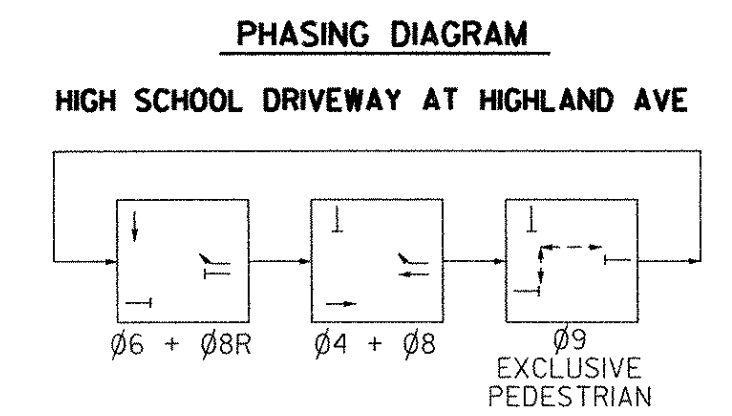 PHASING DIAGRAM
HIGH SCHOOL DRIVEWAY AT HIGHLAND AVE
Ø6 + Ø8R
Ø4 + Ø8
Ø9
EXCLUSIVE
PEDESTRIAN